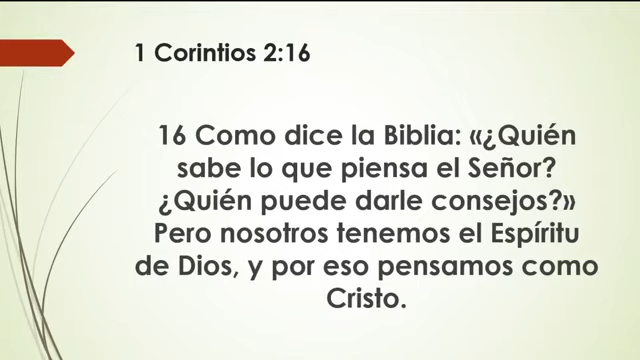 1 Corintios 2:16
16 Como dice la Biblia: «¿Quién
sabe lo que piensa el Señor?
¿Quién puede darle consejos?»
Pero nosotros tenemos el Espíritu
de Dios, y por eso pensamos como
Cristo.